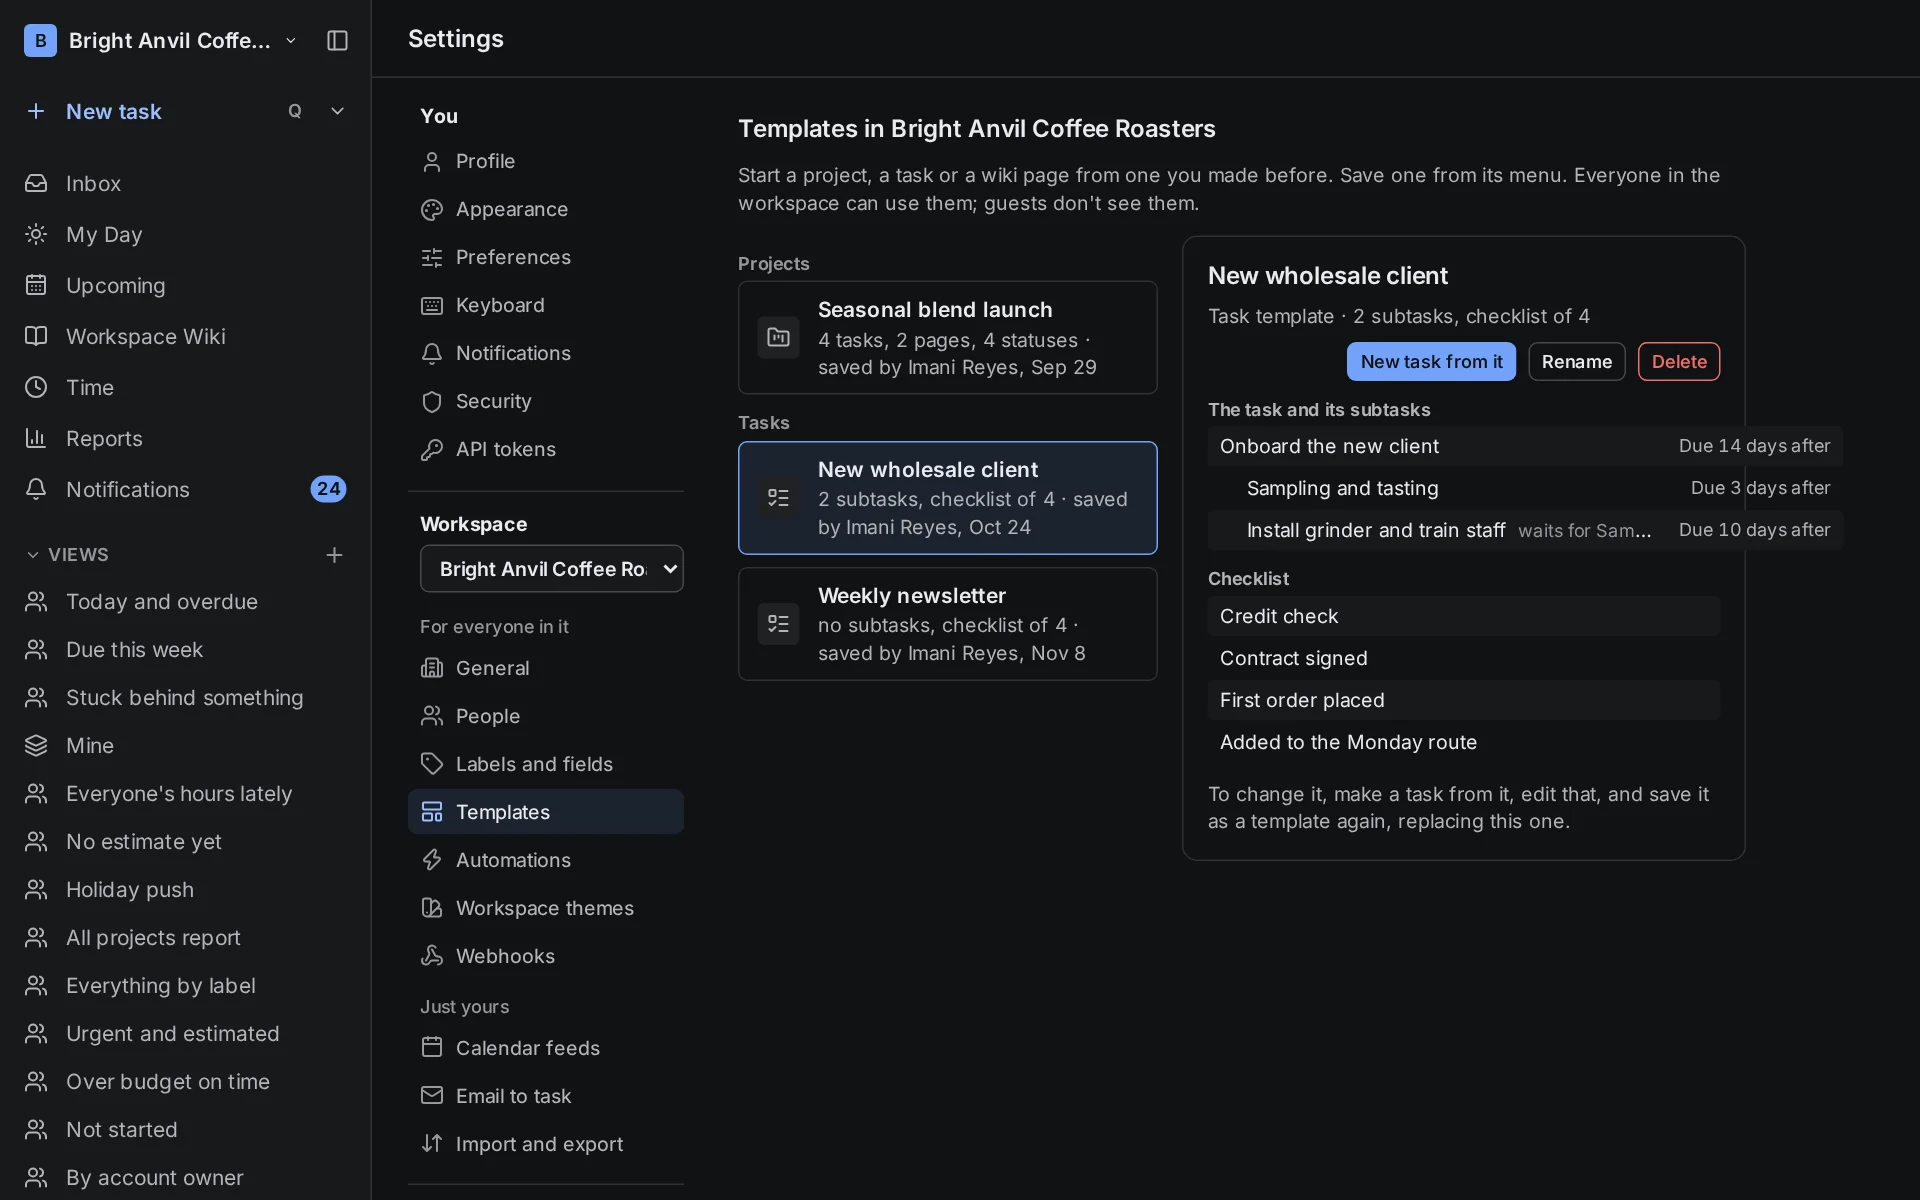 B Bright Anvil Coffe...
New task Q
Inbox
My Day
Upcoming
Workspace Wiki
Time
Reports
Notifications 24
VIEWS
Today and overdue
Due this week
Stuck behind something
Mine
Everyone's hours lately
No estimate yet
Holiday push
All projects report
Everything by label
Urgent and estimated
Over budget on time
Not started
By account owner
Settings
You
Profile
Appearance
Preferences
Keyboard
Notifications
Security
API tokens
Workspace
Bright Anvil Coffee Ro
For everyone in it
General
People
Labels and fields
Templates
Automations
Workspace themes
Webhooks
Just yours
Calendar feeds
Email to task
Import and export
Templates in Bright Anvil Coffee Roasters
Start a project, a task or a wiki page from one you made before. Save one from its menu. Everyone in the
workspace can use them; guests don't see them.
Projects
Seasonal blend launch
4 tasks, 2 pages, 4 statuses ·
saved by Imani Reyes, Sep 29
Tasks
New wholesale client
2 subtasks, checklist of 4 · saved
by Imani Reyes, Oct 24
Weekly newsletter
no subtasks, checklist of 4 ·
saved by Imani Reyes, Nov 8
New wholesale client
Task template · 2 subtasks, checklist of 4
New task from it Rename Delete
The task and its subtasks
Onboard the new client Due 14 days after
Sampling and tasting Due 3 days after
Install grinder and train staff waits for Sam... Due 10 days after
Checklist
Credit check
Contract signed
First order placed
Added to the Monday route
To change it, make a task from it, edit that, and save it
as a template again, replacing this one.